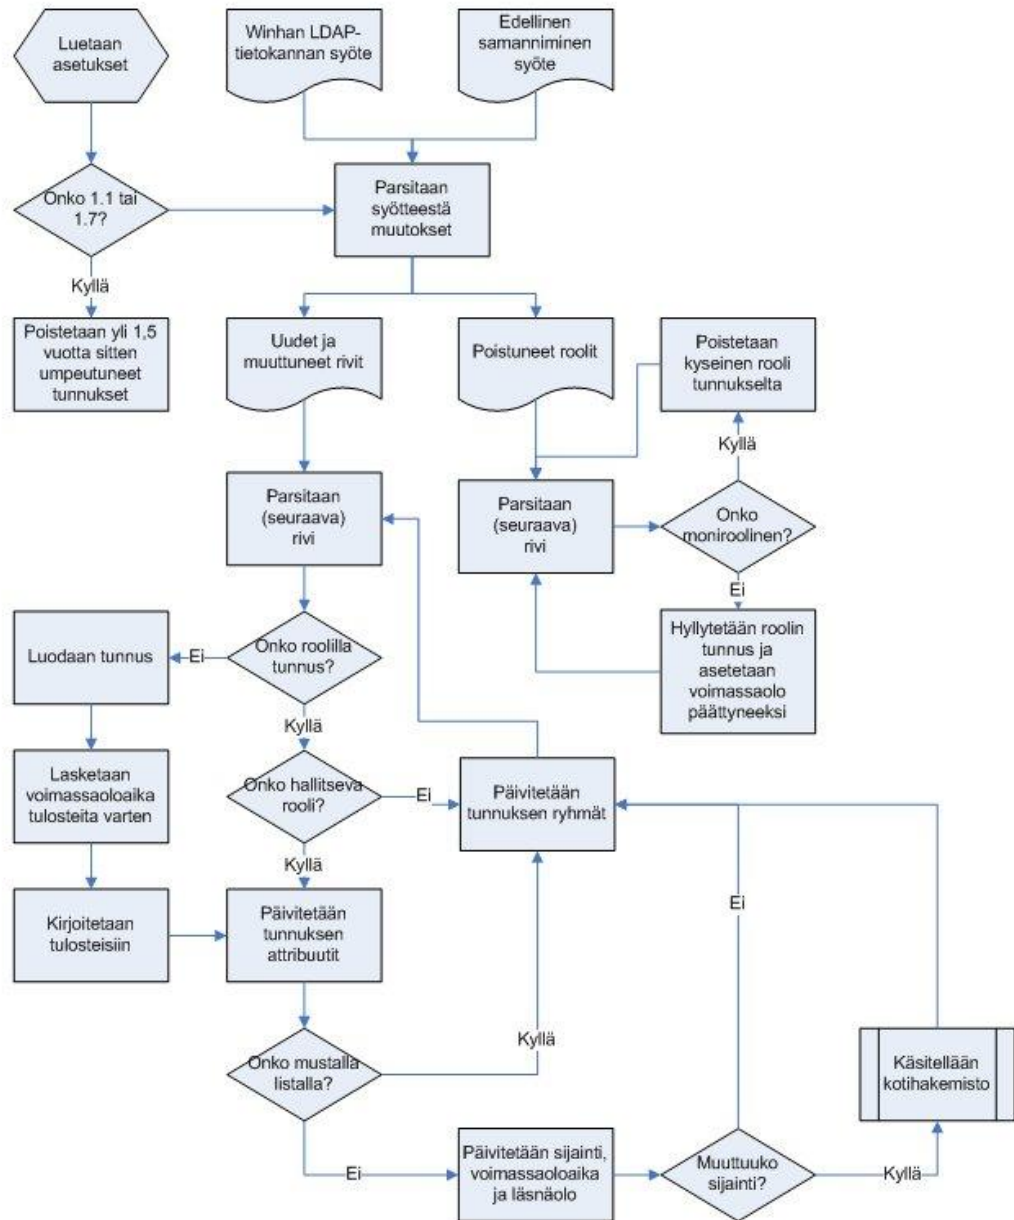 Luetaan
asetukset
Winhan LDAP-
tietokannan syöte
Edellinen
samanniminen
syöte
Onko 1.1 tai
1.7?
Parsitaan
syötteestä
muutokset
Kyllä
Poistetaan yli 1,5
vuotta sitten
umpeutuneet
tunnukset
Uudet ja
muuttuneet rivit
Poistuneet roolit
Poistetaan
kyseinen rooli
tunnukselta
Kyllä
Parsitaan
(seuraava)
rivi
Parsitaan
(seuraava)
rivi
Onko
moniroolinen?
Ei
Luodaan tunnus
Ei
Onko roolilla
tunnus?
Hyllytetään roolin
tunnus ja
asetetaan
voimassaolo
päättyneeksi
Kyllä
Lasketaan
voimassaoloaika
tulosteita varten
Onko hallitseva
rooli?
Ei
Päivitetään
tunnuksen ryhmät
Kyllä
Ei
Kirjoitetaan
tulosteisiin
Päivitetään
tunnuksen
attribuutit
Kyllä
Onko mustalla
listalla?
Käsitellään
kotihakemisto
Ei
Päivitetään sijainti,
voimassaoloaika
ja läsnäolo
Muuttuuko
sijainti?
Kyllä